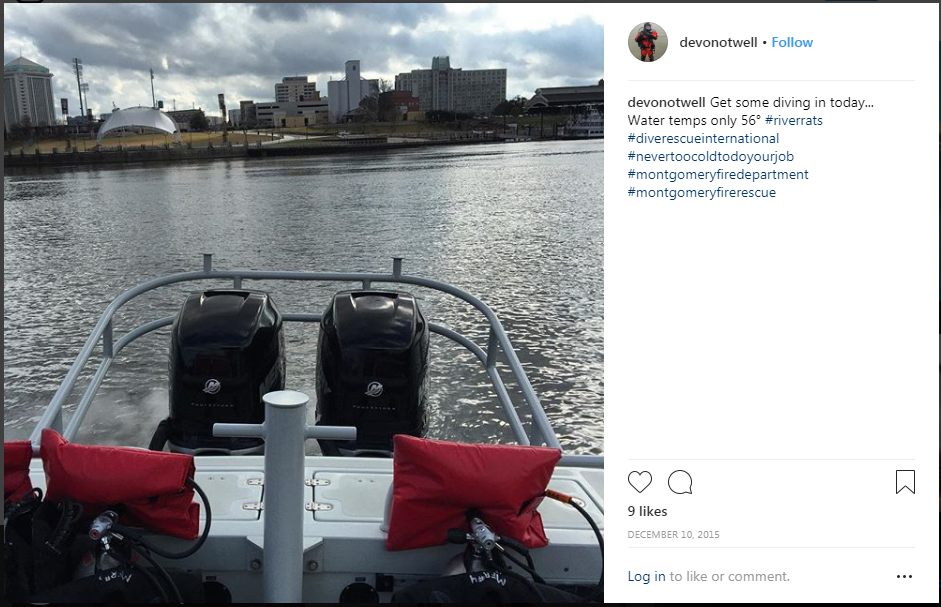 devonotwell • Follow
devonotwell Get some diving in today...
Water temps only 56° #riverrats
#diverescueinternational
#nevertoocoldtodoyourjob
#montgomeryfiredepartment
#montgomeryfirerescue
9 likes
DECEMBER 10, 2015
Log in to like or comment.